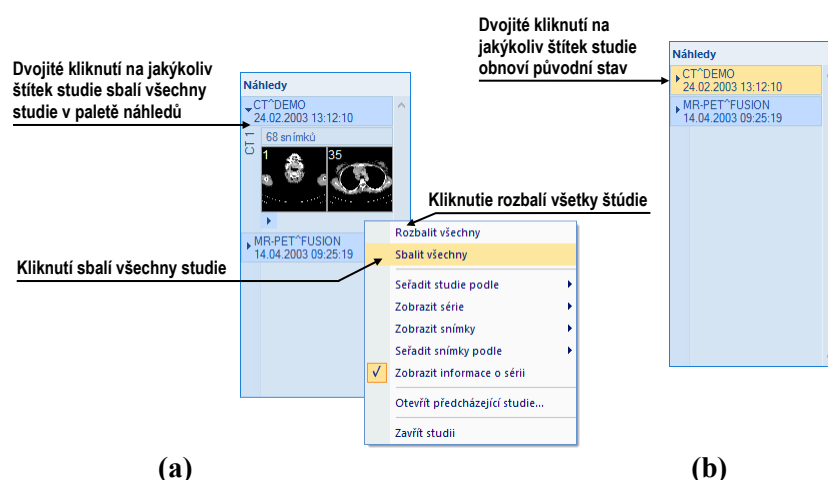 Dvojité kliknutí na jakýkoliv
štítek studie sbalí všechny
studie v paletě náhledů
Náhledy
CT^DEMO
24.02.2003 13:12:10
CT 1
68 snímků
1
35
MR-PET^FUSION
14.04.2003 09:25:19
Kliknutie rozbalí všetky štúdie
Kliknutí sbalí všechny studie
Rozbalit všechny
Sbalit všechny
Seřadit studie podle
Zobrazit série
Zobrazit snímky
Seřadit snímky podle
Zobrazit informace o sérii
Otevřít předcházející studie...
Zavřít studii
(a)
Dvojité kliknutí na
jakýkoliv štítek studie
obnoví původní stav
Náhledy
CT^DEMO
24.02.2003 13:12:10
MR-PET^FUSION
14.04.2003 09:25:19
(b)